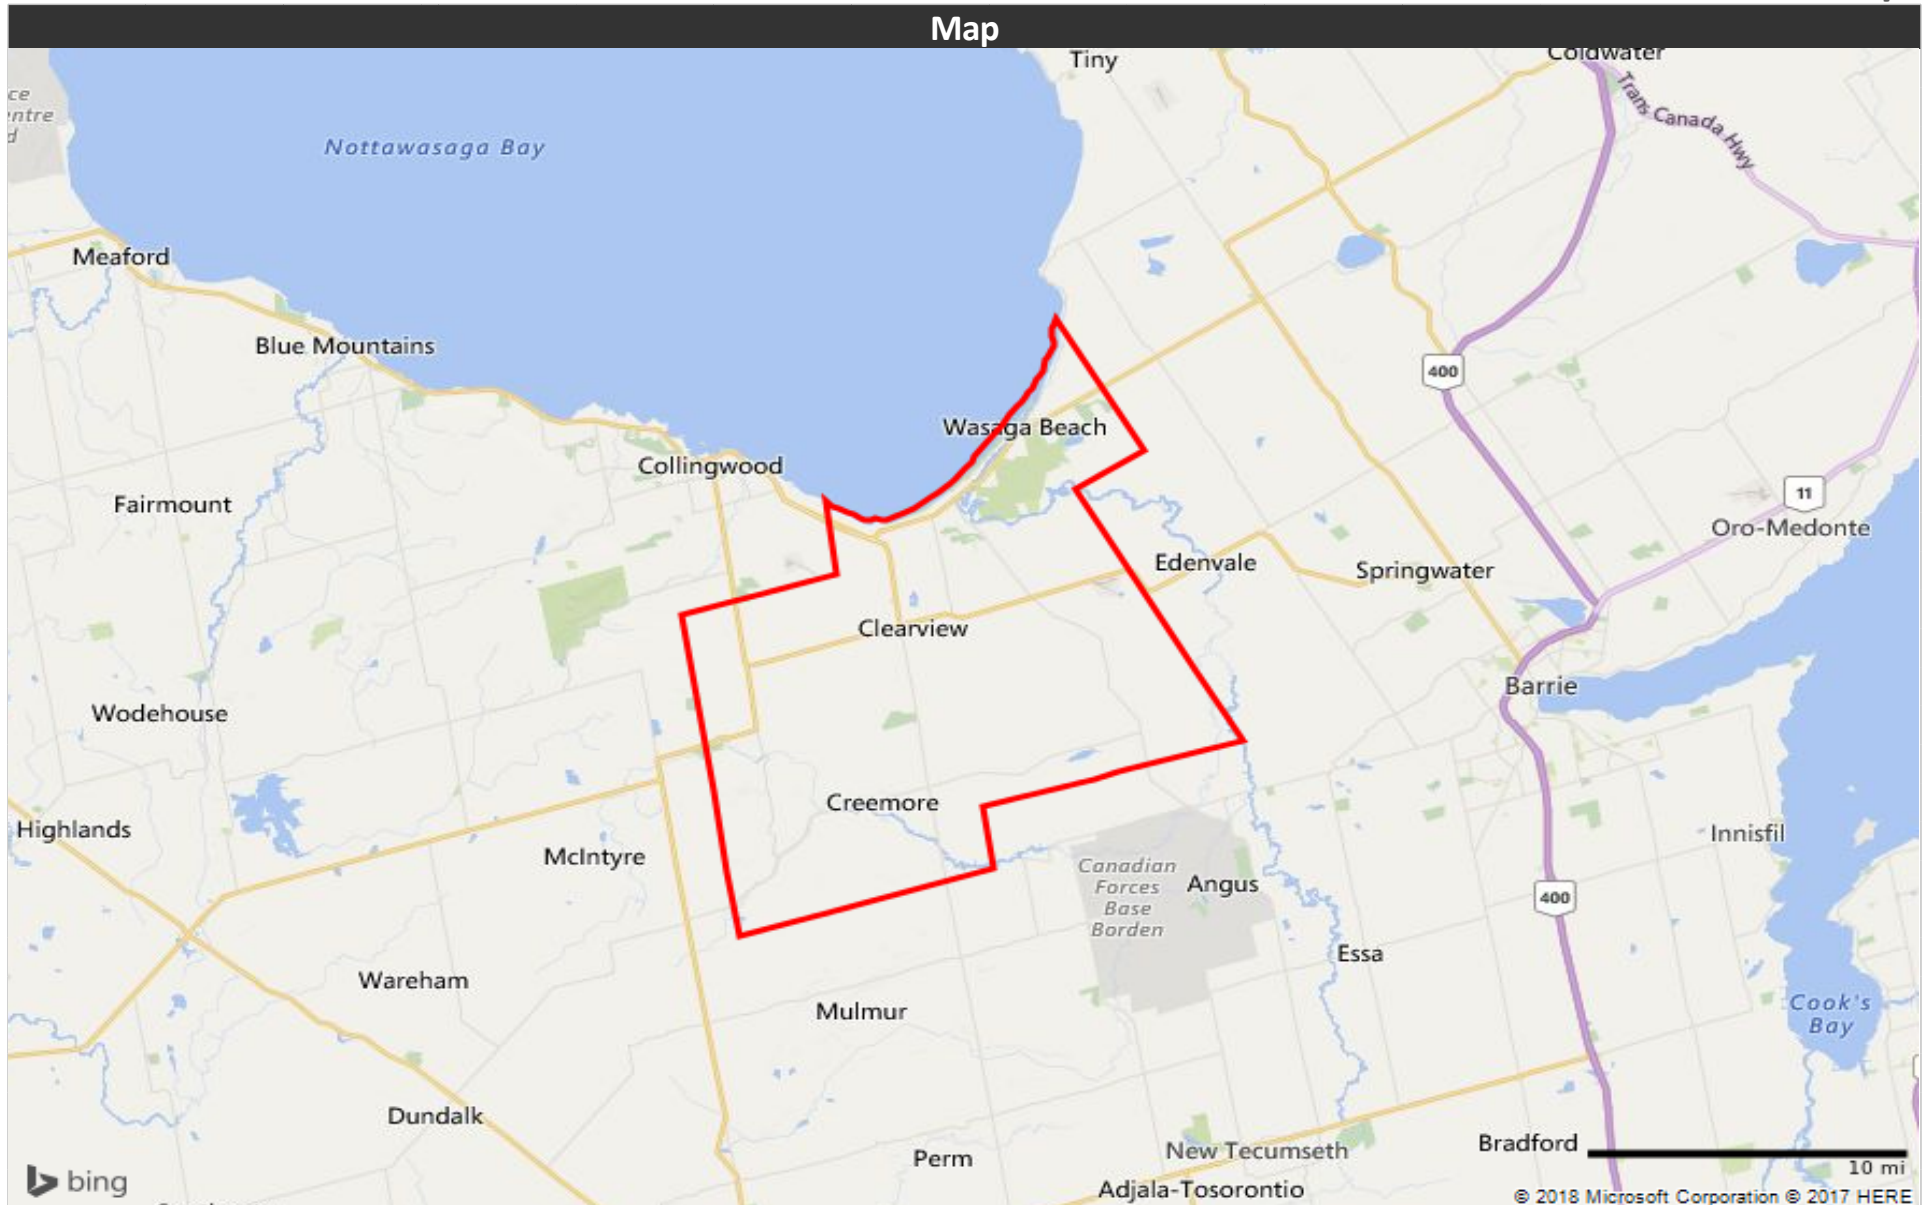 Map
Tiny
Coldwater
ce
entre
d
Trans Canada Hwy
Nottawasaga Bay
Meaford
Blue Mountains
400
Wasaga Beach
Collingwood
11
Fairmount
Oro-Medonte
Edenvale
Springwater
Clearview
Barrie
Wodehouse
Creemore
Highlands
Innisfil
McIntyre
Canadian
Forces
Base
Borden
Angus
400
Essa
Wareham
Mulmur
Cook's
Bay
Dundalk
Bradford
New Tecumseth
Perm
10 mi
bing
Adjala-Tosorontio
© 2018 Microsoft Corporation © 2017 HERE